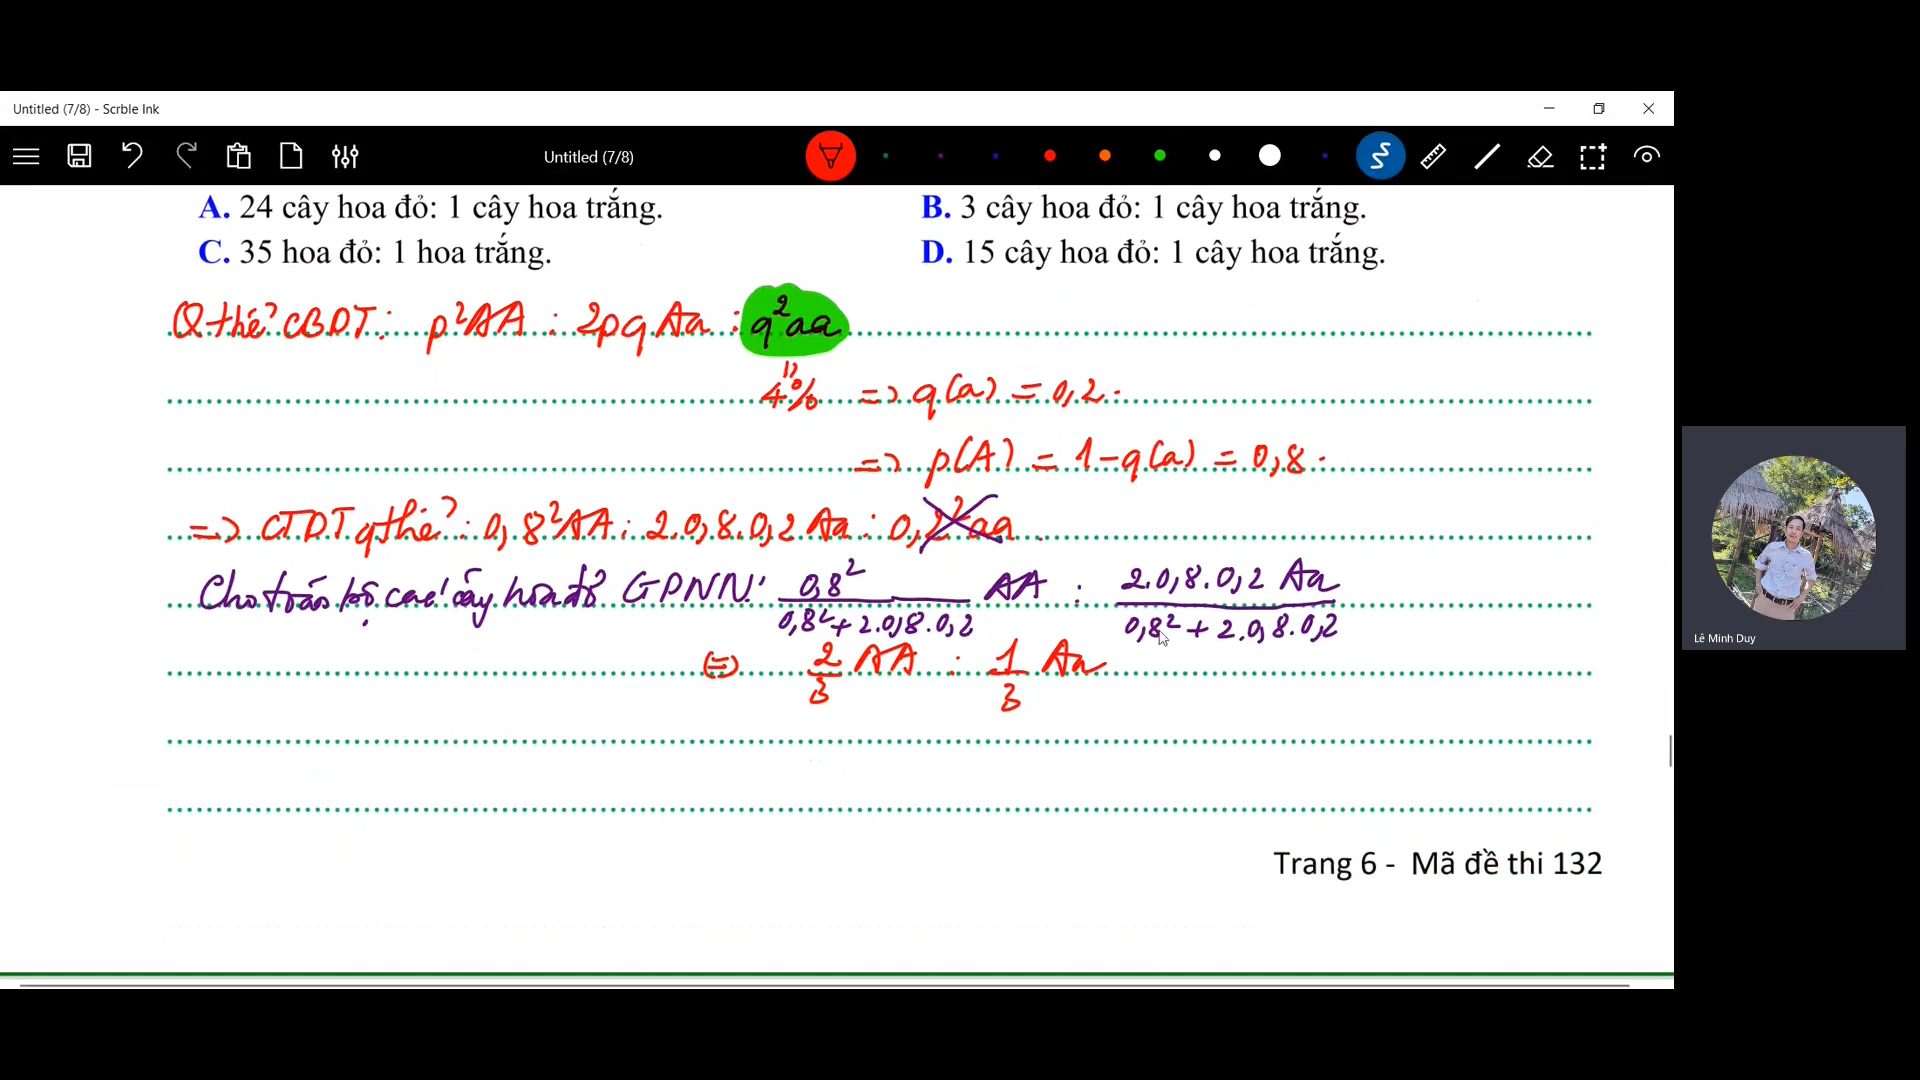 Untitled (7/8) - Scrble Ink
Untitled (7/8)
A. 24 cây hoa đỏ: 1 cây hoa trắng.
B. 3 cây hoa đỏ: 1 cây hoa trắng.
C. 35 hoa đỏ: 1 hoa trắng.
D. 15 cây hoa đỏ: 1 cây hoa trắng.
Q thể CBDT: p²AA : 2pq Aa : q²aa
4% => q(a) = 0,2.
=> p(A) = 1-q(a) = 0,8.
=> CTDT q thể: 0,8²AA : 2.0,8.0,2 Aa : 0,2²aa.
Cho toàn bộ các cây hoa đỏ GPNN: 0,8²/(0,8²+2.0,8.0,2) AA : 2.0,8.0,2 Aa/(0,8²+2.0,8.0,2)
(=) 2/3 AA : 1/3 Aa
Trang 6 - Mã đề thi 132
Lê Minh Duy